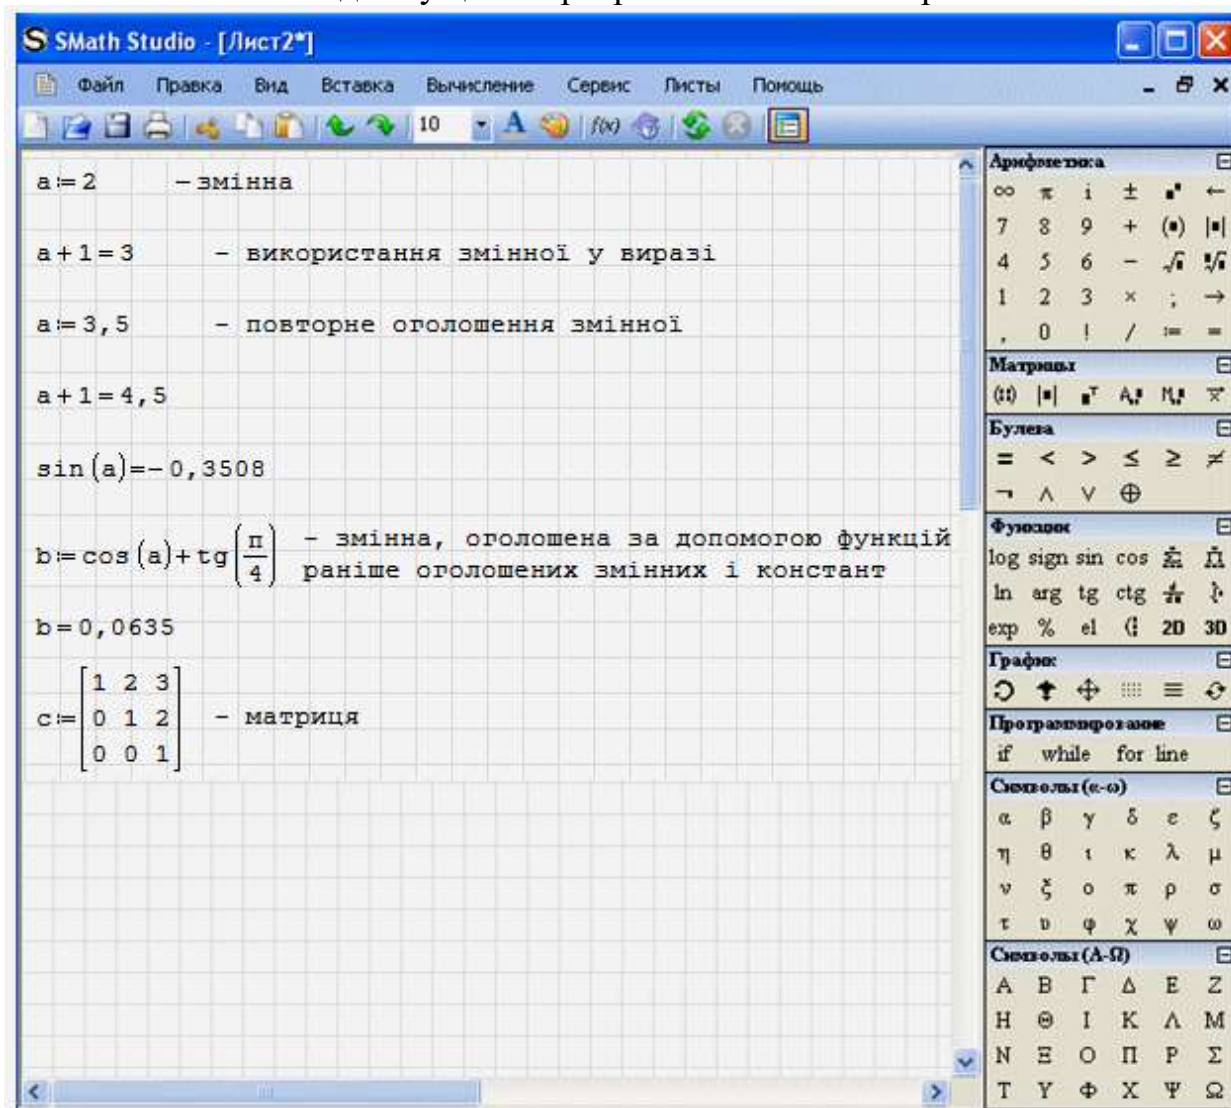 SMath Studio - [Лист2*]
Файл Правка Вид Вставка Вычисление Сервис Листы Помощь
10 A f(x)
a:=2 -змінна
a+1=3 - використання змінної у виразі
a:=3,5 - повторне оголошення змінної
a+1=4,5
sin(a)=-0,3508
b:=cos(a)+tg(π/4) - змінна, оголошена за допомогою функцій
раніше оголошених змінних і констант
b=0,0635
c:=[1 2 3
0 1 2
0 0 1] - матриця
Арифметика
∞ π i ± ←
7 8 9 + (▪) |▪|
4 5 6 − √▪
1 2 3 × ; →
, 0 ! / := =
Матрицы
|▪| ▪ᵀ
Булева
= < > ≤ ≥ ≠
¬ ∧ ∨ ⊕
Функции
log sign sin cos
ln arg tg ctg
exp % el 2D 3D
График
Программирование
if while for line
Символы (α-ω)
α β γ δ ε ζ
η θ ι κ λ μ
ν ξ ο π ρ σ
τ υ φ χ ψ ω
Символы (Α-Ω)
Α Β Γ Δ Ε Ζ
Η Θ Ι Κ Λ Μ
Ν Ξ Ο Π Ρ Σ
Τ Υ Φ Χ Ψ Ω